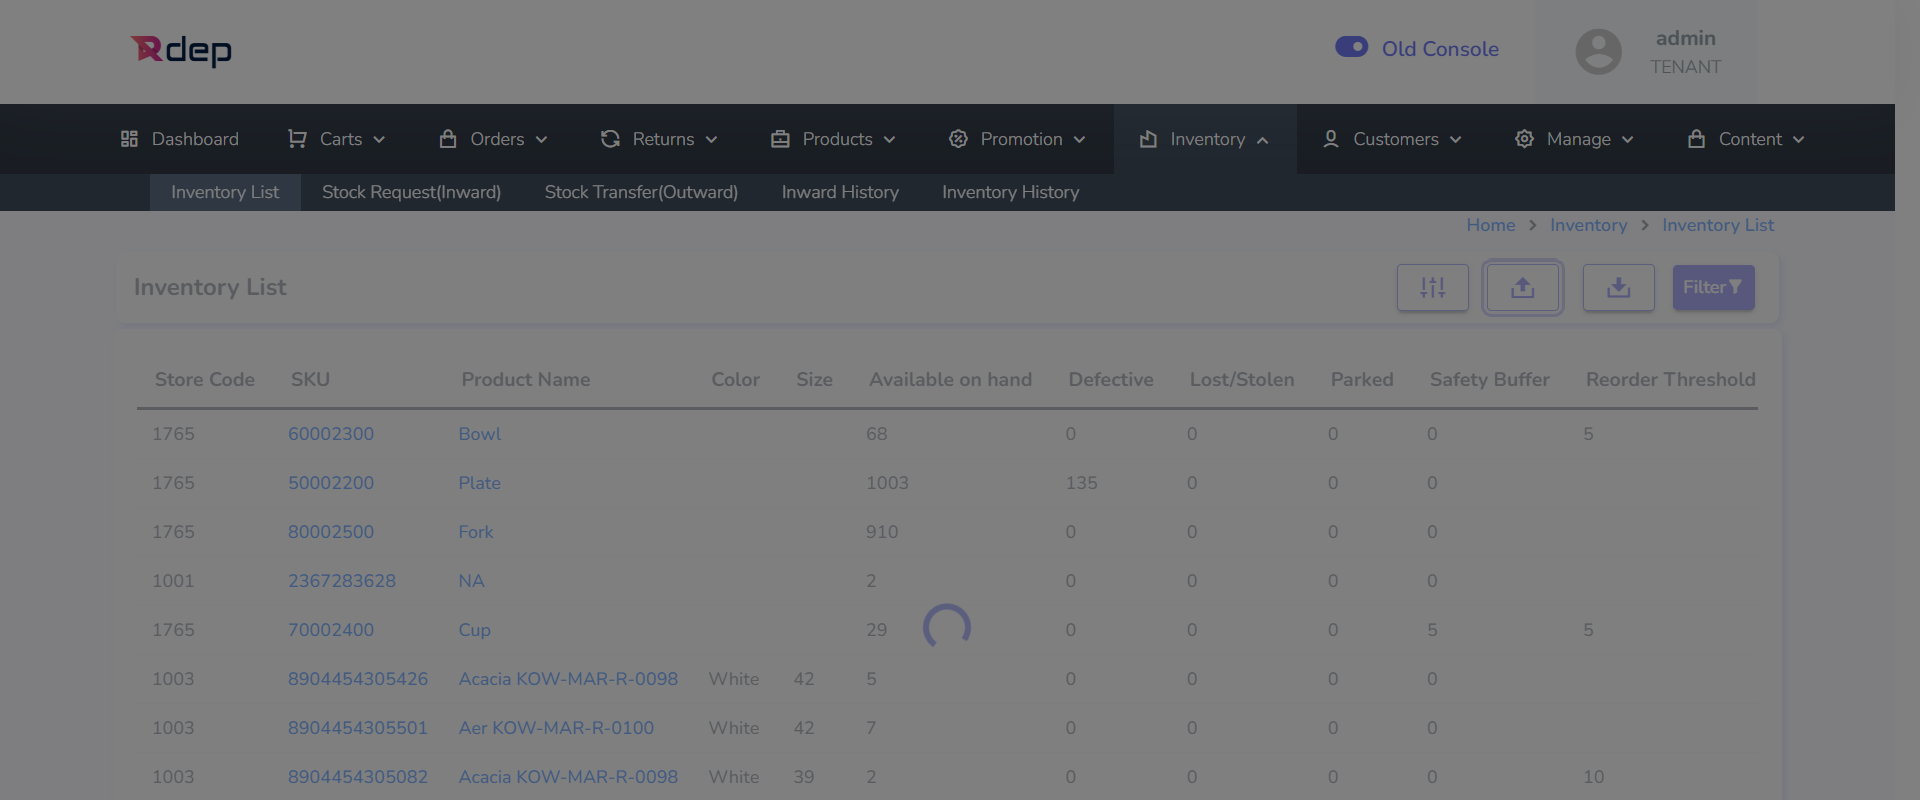 Rdep
Old Console
admin
TENANT
Dashboard Carts Orders Returns Products Promotion Inventory Customers Manage Content
Inventory List Stock Request(Inward) Stock Transfer(Outward) Inward History Inventory History
Home > Inventory > Inventory List
Inventory List
Filter
Store Code SKU Product Name Color Size Available on hand Defective Lost/Stolen Parked Safety Buffer Reorder Threshold
1765 60002300 Bowl 68 0 0 0 0 5
1765 50002200 Plate 1003 135 0 0 0
1765 80002500 Fork 910 0 0 0 0
1001 2367283628 NA 2 0 0 0 0
1765 70002400 Cup 29 0 0 0 5 5
1003 8904454305426 Acacia KOW-MAR-R-0098 White 42 5 0 0 0 0
1003 8904454305501 Aer KOW-MAR-R-0100 White 42 7 0 0 0 0
1003 8904454305082 Acacia KOW-MAR-R-0098 White 39 2 0 0 0 0 10